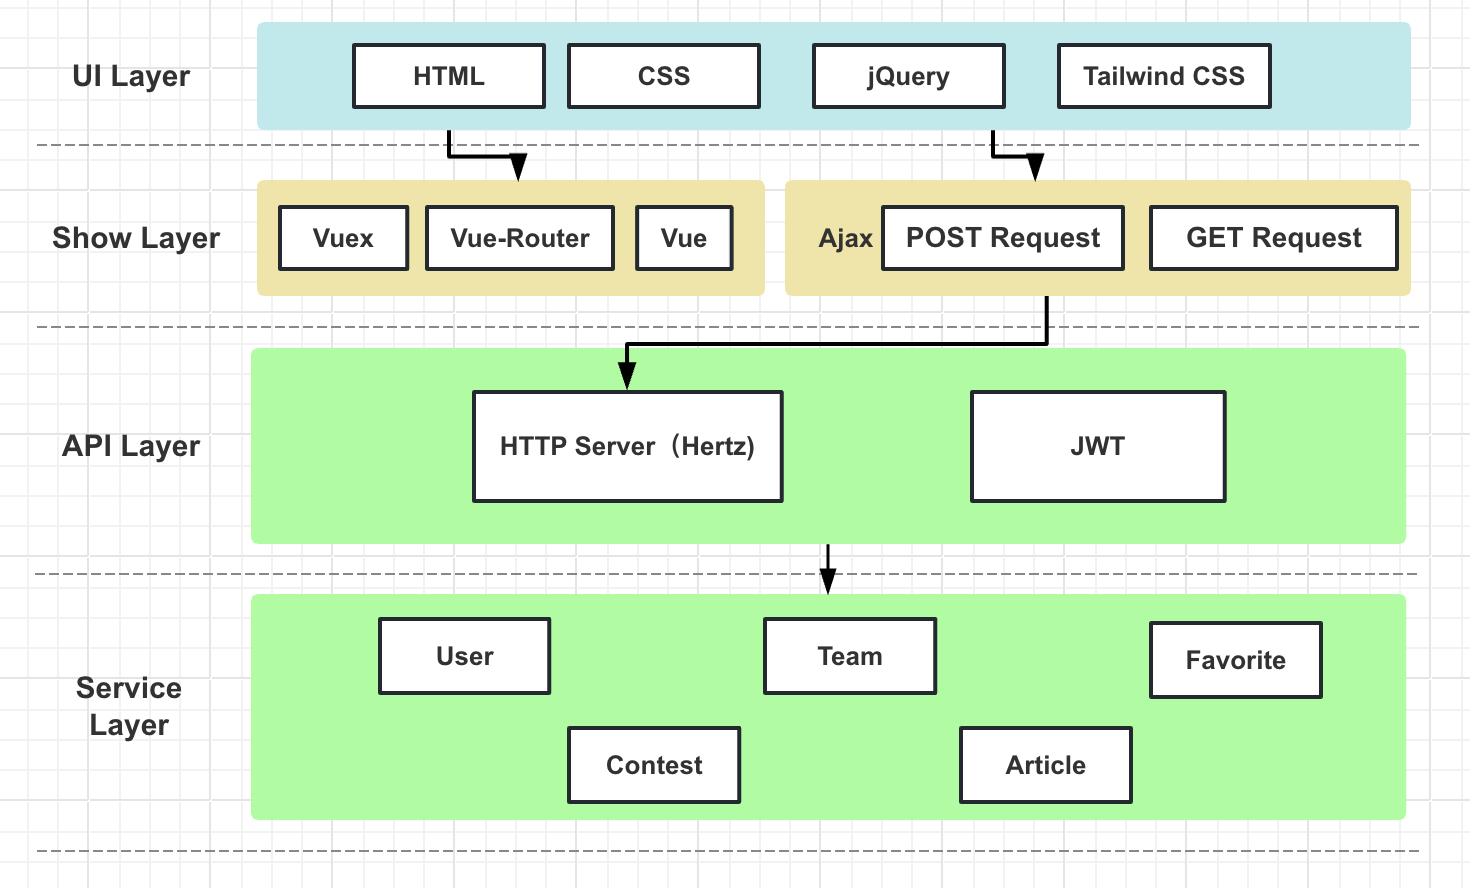 UI Layer
HTML
CSS
jQuery
Tailwind CSS
Show Layer
Vuex
Vue-Router
Vue
Ajax
POST Request
GET Request
API Layer
HTTP Server（Hertz)
JWT
Service
Layer
User
Team
Favorite
Contest
Article